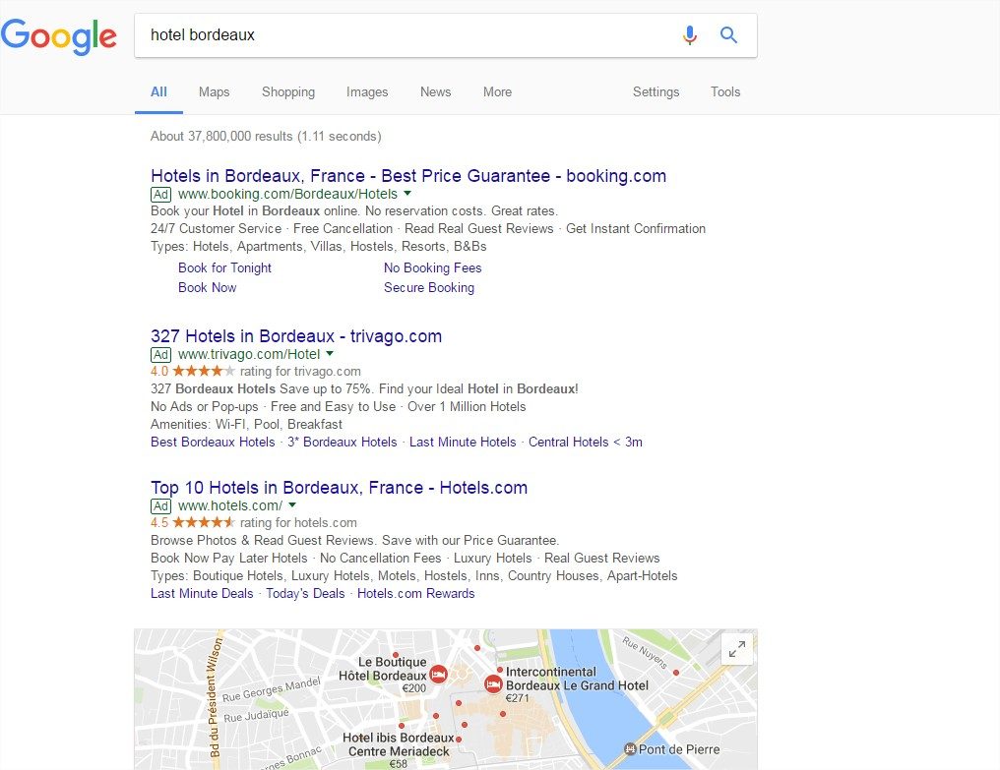 Google
hotel bordeaux
All Maps Shopping Images News More Settings Tools
About 37,800,000 results (1.11 seconds)
Hotels in Bordeaux, France - Best Price Guarantee - booking.com
Ad www.booking.com/Bordeaux/Hotels
Book your Hotel in Bordeaux online. No reservation costs. Great rates.
24/7 Customer Service · Free Cancellation · Read Real Guest Reviews · Get Instant Confirmation
Types: Hotels, Apartments, Villas, Hostels, Resorts, B&Bs
Book for Tonight No Booking Fees
Book Now Secure Booking
327 Hotels in Bordeaux - trivago.com
Ad www.trivago.com/Hotel
4.0 ★★★★★ rating for trivago.com
327 Bordeaux Hotels Save up to 75%. Find your Ideal Hotel in Bordeaux!
No Ads or Pop-ups · Free and Easy to Use · Over 1 Million Hotels
Amenities: Wi-FI, Pool, Breakfast
Best Bordeaux Hotels · 3* Bordeaux Hotels · Last Minute Hotels · Central Hotels < 3m
Top 10 Hotels in Bordeaux, France - Hotels.com
Ad www.hotels.com/
4.5 ★★★★★ rating for hotels.com
Browse Photos & Read Guest Reviews. Save with our Price Guarantee.
Book Now Pay Later Hotels · No Cancellation Fees · Luxury Hotels · Real Guest Reviews
Types: Boutique Hotels, Luxury Hotels, Motels, Hostels, Inns, Country Houses, Apart-Hotels
Last Minute Deals · Today's Deals · Hotels.com Rewards
Bd du Président Wilson
Rue Georges Mandel
Rue Judaïque
Le Boutique
Hôtel Bordeaux
€200
Intercontinental
Bordeaux Le Grand Hotel
€271
Rue Nuyens
Hotel ibis Bordeaux
Centre Meriadeck
€58
Georges Bonnac
Pont de Pierre